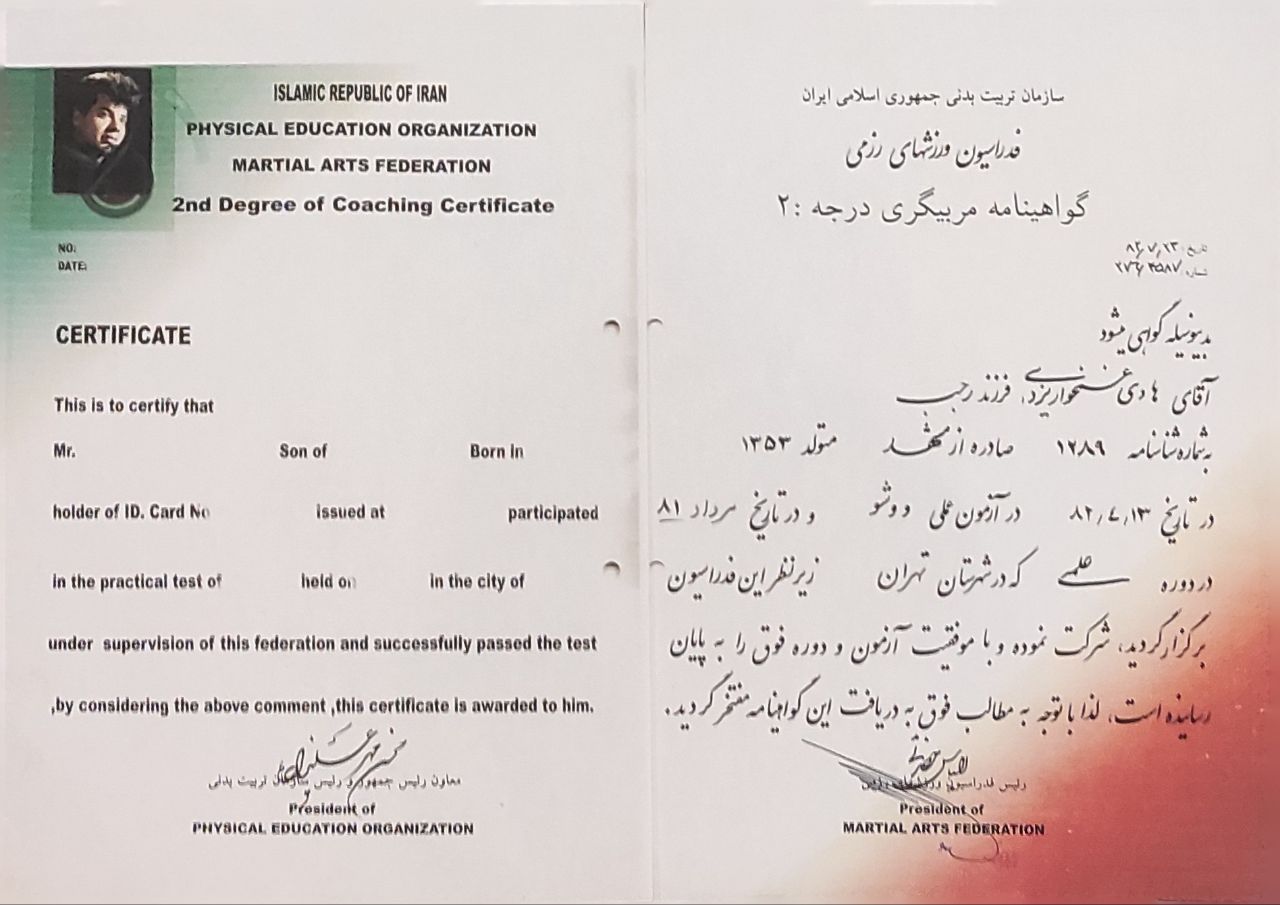 ISLAMIC REPUBLIC OF IRAN
PHYSICAL EDUCATION ORGANIZATION
MARTIAL ARTS FEDERATION
2nd Degree of Coaching Certificate
NO:
DATE:
CERTIFICATE
This is to certify that
Mr. Son of Born in
holder of ID. Card No issued at participated
in the practical test of held on in the city of
under supervision of this federation and successfully passed the test
,by considering the above comment ,this certificate is awarded to him.
معاون رئیس جمهور و رئیس سازمان تربیت بدنی
President of
PHYSICAL EDUCATION ORGANIZATION
سازمان تربیت بدنی جمهوری اسلامی ایران
فدراسیون ورزشهای رزمی
گواهینامه مربیگری درجه :۲
تاریخ: ۸۲,۷,۲۳
شماره:
بدینوسیله گواهی میشود
آقای هادی فرزند رجب
به شماره شناسنامه ۱۲۸۹ صادره از مشهد متولد ۱۳۵۳
در تاریخ ۸۲,۴,۱۳ در آزمون عملی ووشو و در تاریخ مرداد ۸۱
در دوره علمی که در شهرستان تهران زیر نظر این فدراسیون
برگزار گردید، شرکت نموده و با موفقیت آزمون و دوره فوق را به پایان
رسانیده است، لذا با توجه به مطالب فوق به دریافت این گواهینامه مفتخر گردید.
رئیس فدراسیون
President of
MARTIAL ARTS FEDERATION